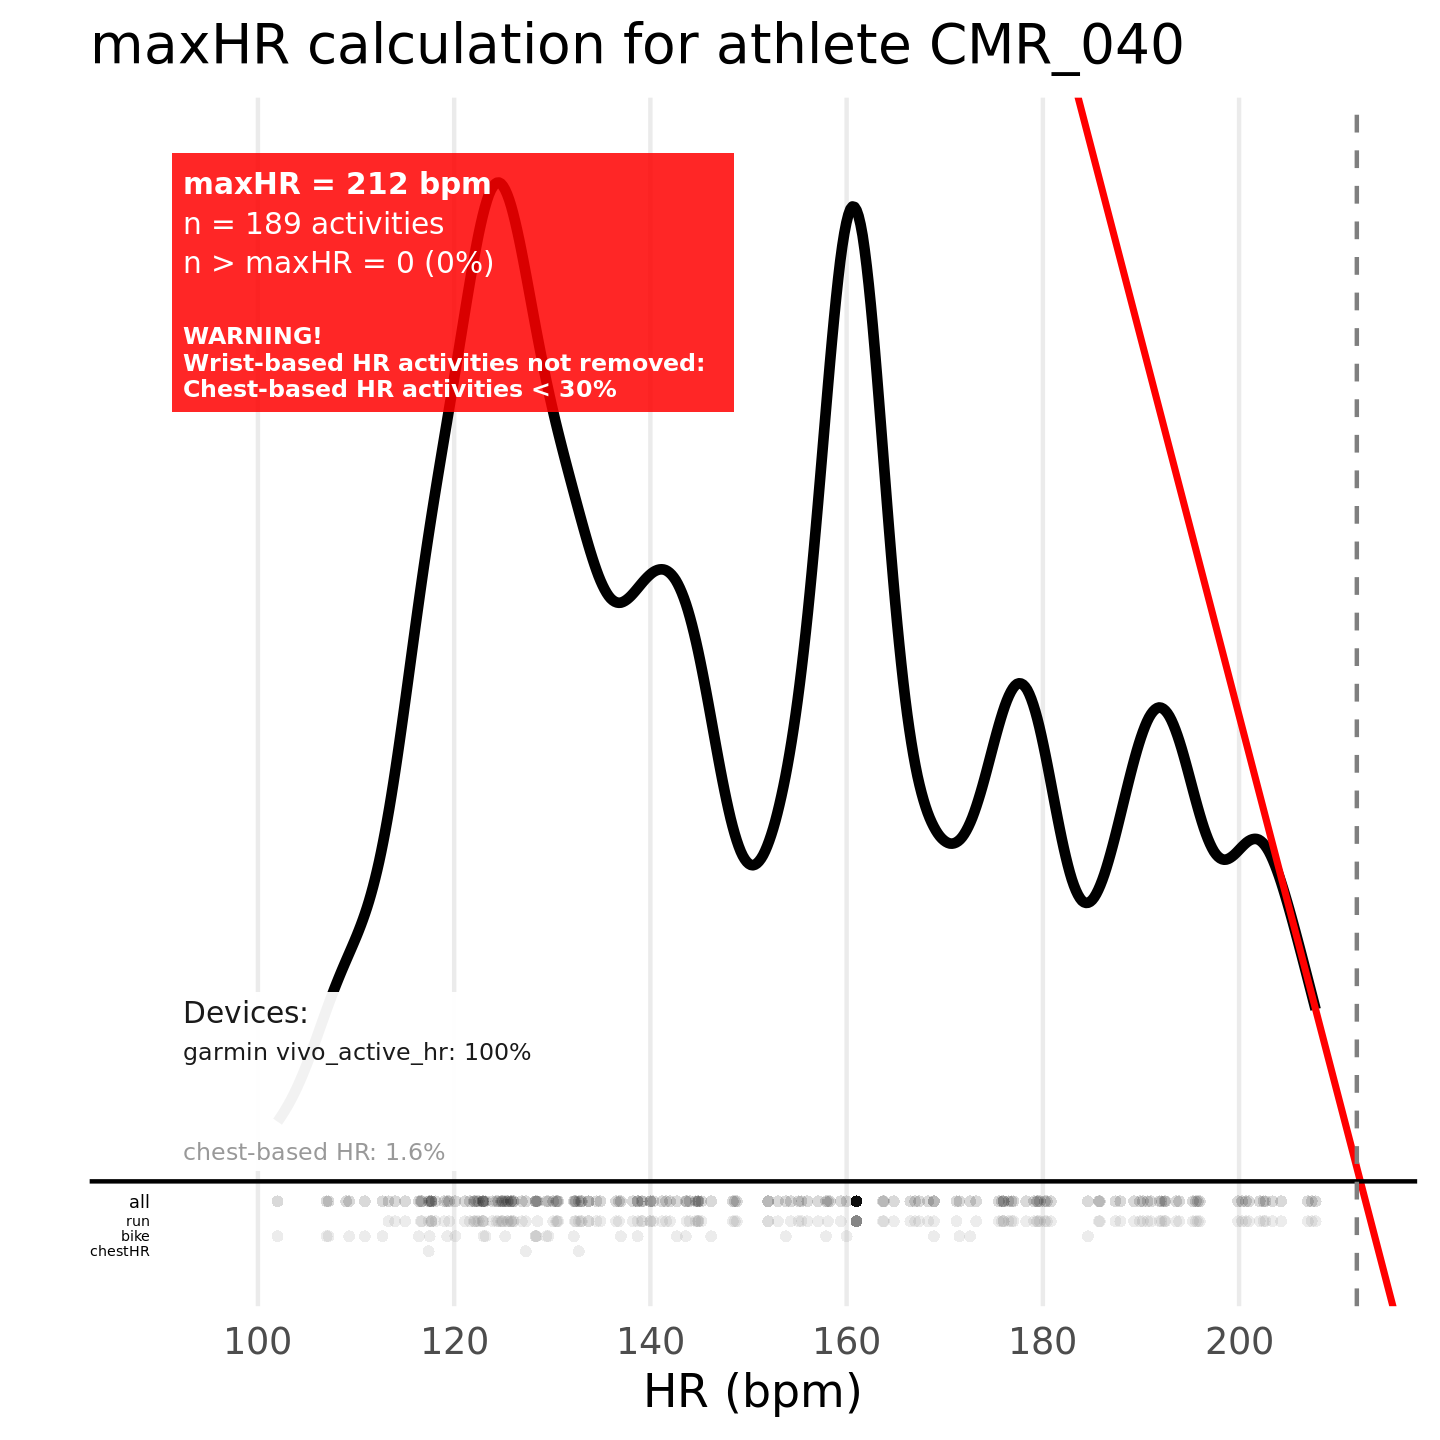 maxHR calculation for athlete CMR_040
maxHR = 212 bpm
n = 189 activities
n > maxHR = 0 (0%)
WARNING!
Wrist-based HR activities not removed:
Chest-based HR activities < 30%
Devices:
garmin vivo_active_hr: 100%
chest-based HR: 1.6%
all
run
bike
chestHR
100 120 140 160 180 200
HR (bpm)